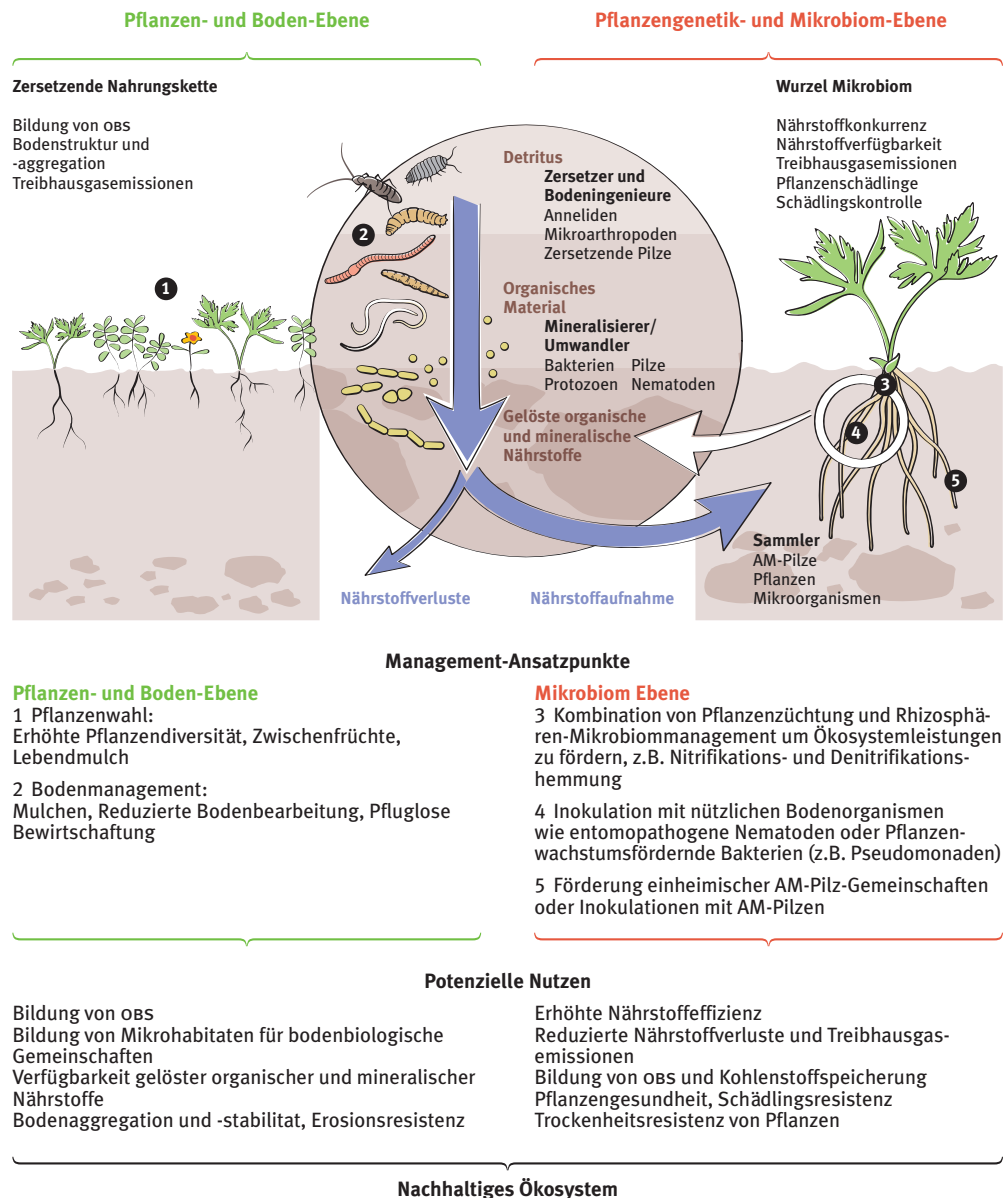 Pflanzen- und Boden-Ebene
Pflanzengenetik- und Mikrobiom-Ebene
Zersetzende Nahrungskette
Bildung von OBS
Bodenstruktur und
-aggregation
Treibhausgasemissionen
Wurzel Mikrobiom
Nährstoffkonkurrenz
Nährstoffverfügbarkeit
Treibhausgasemissionen
Pflanzenschädlinge
Schädlingskontrolle
Detritus
Zersetzer und
Bodeningenieure
Anneliden
Mikroarthropoden
Zersetzende Pilze
Organisches
Material
Mineralisierer/
Umwandler
Bakterien Pilze
Protozoen Nematoden
Gelöste organische
und mineralische
Nährstoffe
1
2
3
4
5
Sammler
AM-Pilze
Pflanzen
Mikroorganismen
Nährstoffverluste
Nährstoffaufnahme
Management-Ansatzpunkte
Pflanzen- und Boden-Ebene
1 Pflanzenwahl:
Erhöhte Pflanzendiversität, Zwischenfrüchte,
Lebendmulch
2 Bodenmanagement:
Mulchen, Reduzierte Bodenbearbeitung, Pfluglose
Bewirtschaftung
Mikrobiom Ebene
3 Kombination von Pflanzenzüchtung und Rhizosphä-
ren-Mikrobiommanagement um Ökosystemleistungen
zu fördern, z.B. Nitrifikations- und Denitrifikations-
hemmung
4 Inokulation mit nützlichen Bodenorganismen
wie entomopathogene Nematoden oder Pflanzen-
wachstumsfördernde Bakterien (z.B. Pseudomonaden)
5 Förderung einheimischer AM-Pilz-Gemeinschaften
oder Inokulationen mit AM-Pilzen
Potenzielle Nutzen
Bildung von OBS
Bildung von Mikrohabitaten für bodenbiologische
Gemeinschaften
Verfügbarkeit gelöster organischer und mineralischer
Nährstoffe
Bodenaggregation und -stabilitat, Erosionsresistenz
Erhöhte Nährstoffeffizienz
Reduzierte Nährstoffverluste und Treibhausgas-
emissionen
Bildung von OBS und Kohlenstoffspeicherung
Pflanzengesundheit, Schädlingsresistenz
Trockenheitsresistenz von Pflanzen
Nachhaltiges Ökosystem